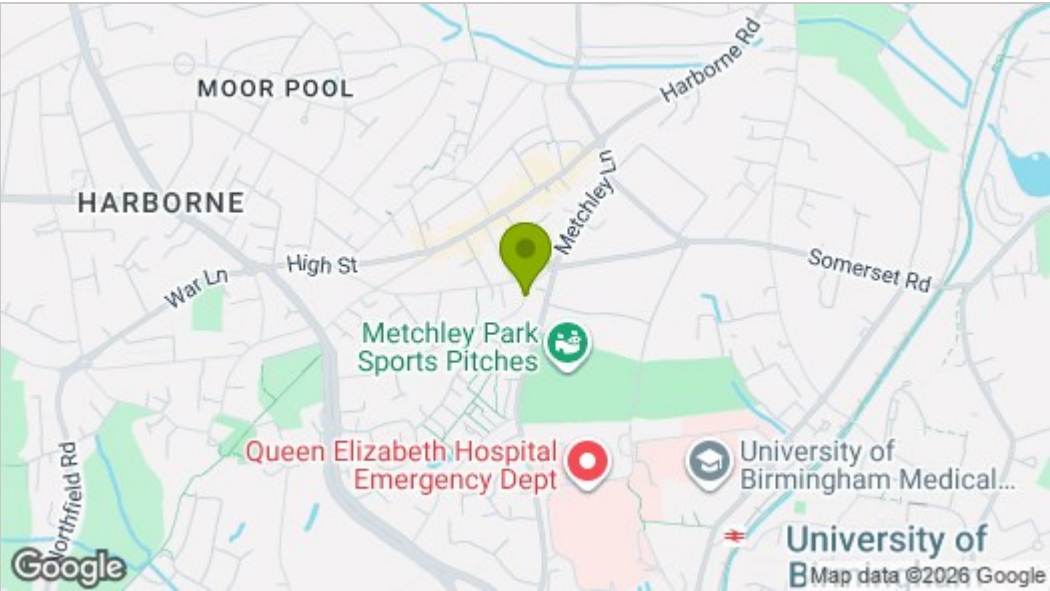 Harborne Rd
MOOR POOL
Metchley Ln
HARBORNE
High St
War Ln
Somerset Rd
Metchley Park
Sports Pitches
Queen Elizabeth Hospital
Emergency Dept
University of
Birmingham Medical...
Northfield Rd
University of
Google
Map data ©2026 Google